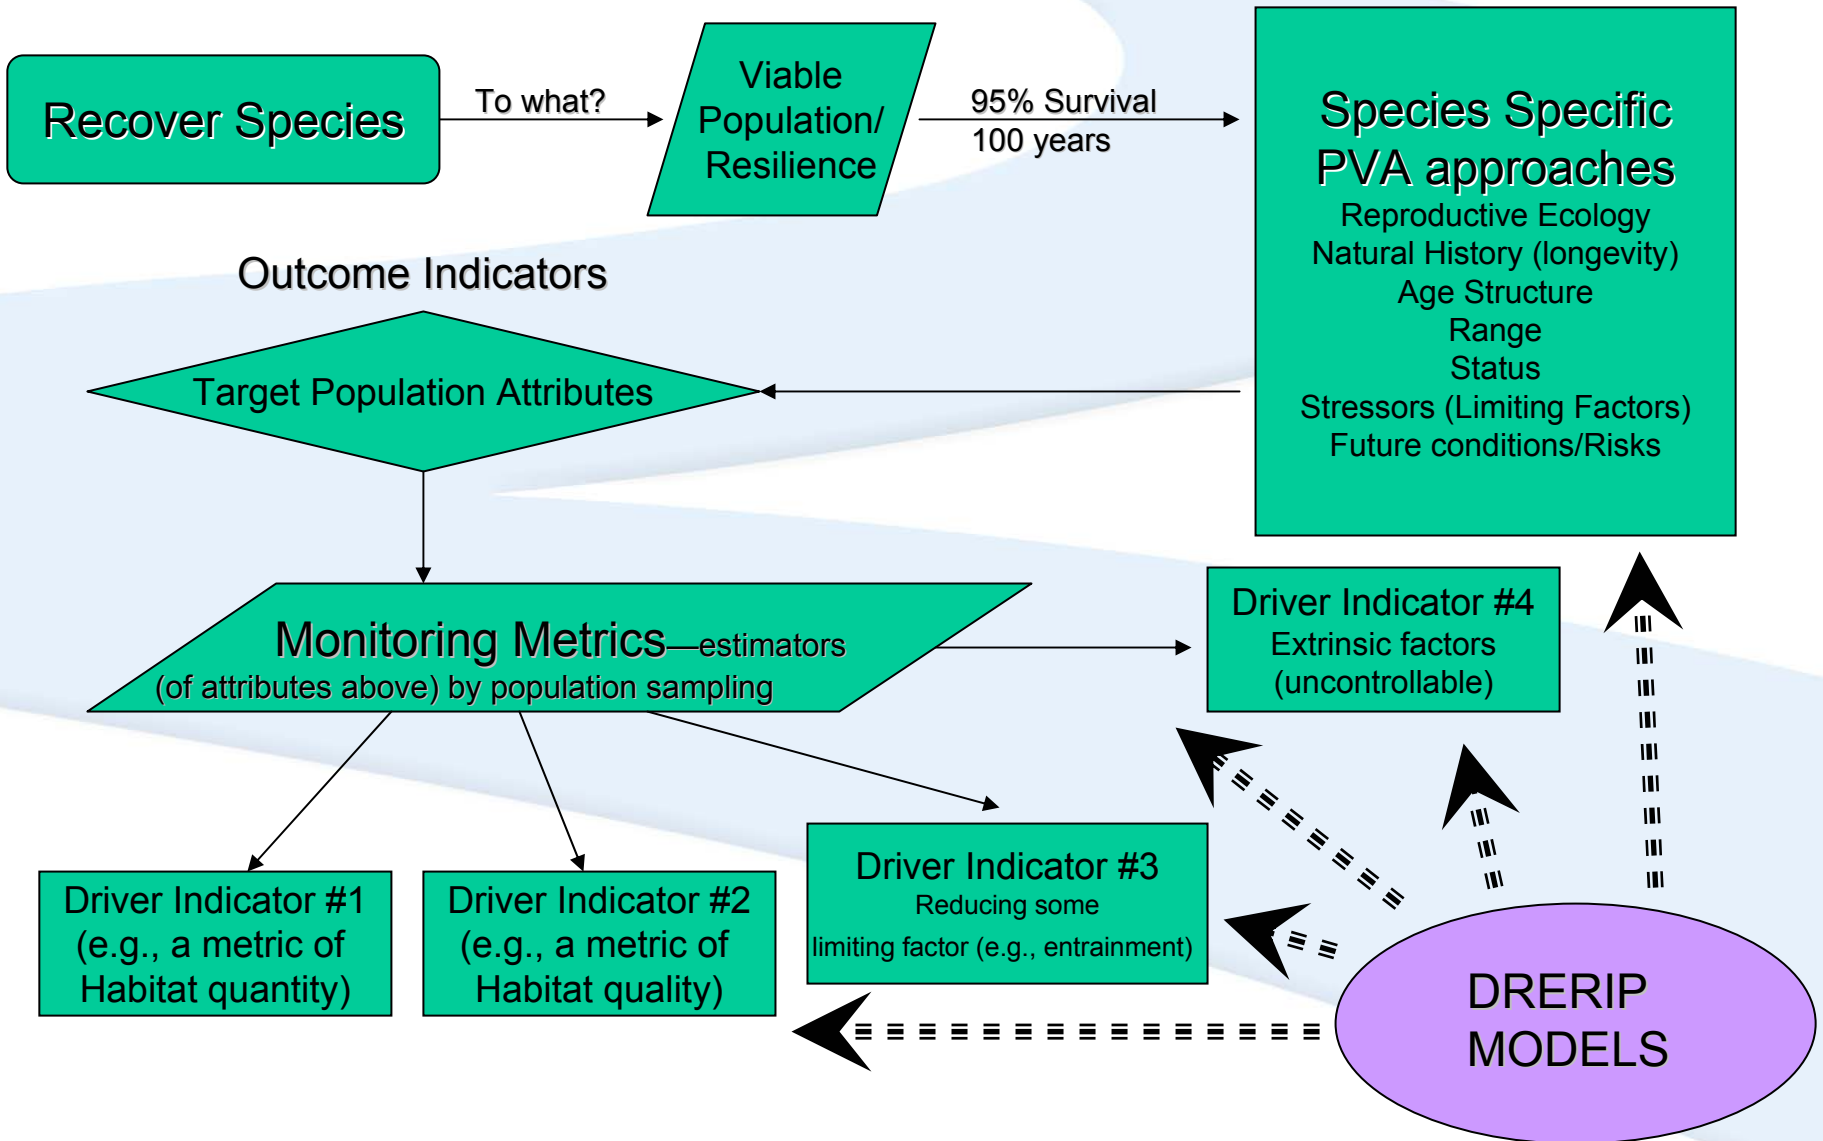 Recover Species
To what?
Viable
Population/
Resilience
95% Survival
100 years
Species Specific
PVA approaches
Reproductive Ecology
Natural History (longevity)
Age Structure
Range
Status
Stressors (Limiting Factors)
Future conditions/Risks
Outcome Indicators
Target Population Attributes
Monitoring Metrics—estimators
(of attributes above) by population sampling
Driver Indicator #4
Extrinsic factors
(uncontrollable)
Driver Indicator #1
(e.g., a metric of
Habitat quantity)
Driver Indicator #2
(e.g., a metric of
Habitat quality)
Driver Indicator #3
Reducing some
limiting factor (e.g., entrainment)
DRERIP
MODELS